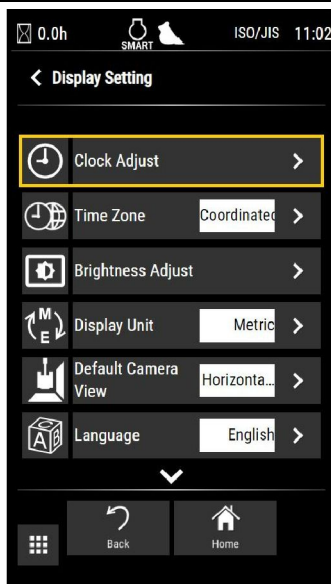 0.0h
SMART
ISO/JIS 11:02
Display Setting
Clock Adjust
Time Zone
Coordinated
Brightness Adjust
M
E
Display Unit
Metric
Default Camera
View
Horizonta...
A
Language
English
Back
Home